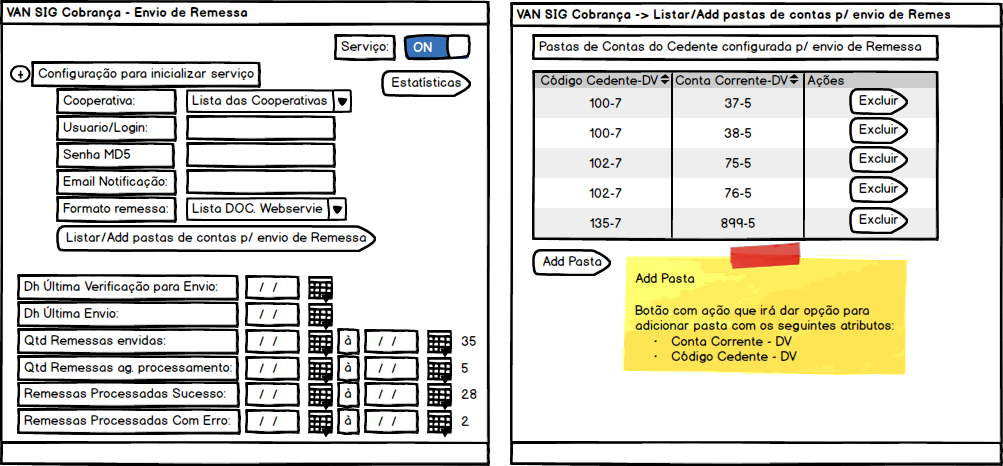 VAN SIG Cobrança - Envio de Remessa
Serviço: ON
+ Configuração para inicializar serviço
Estatísticas
Cooperativa: Lista das Cooperativas
Usuario/Login:
Senha MD5
Email Notificação:
Formato remessa: Lista DOC. Webservie
Listar/Add pastas de contas p/ envio de Remessa
Dh Última Verificação para Envio: / /
Dh Última Envio: / /
Qtd Remessas envidas: / / à / / 35
Qtd Remessas ag. processamento: / / à / / 5
Remessas Processadas Sucesso: / / à / / 28
Remessas Processadas Com Erro: / / à / / 2
VAN SIG Cobrança -> Listar/Add pastas de contas p/ envio de Remes
Pastas de Contas do Cedente configurada p/ envio de Remessa
Código Cedente-DV Conta Corrente-DV Ações
100-7 37-5 Excluir
100-7 38-5 Excluir
102-7 75-5 Excluir
102-7 76-5 Excluir
135-7 899-5 Excluir
Add Pasta
Add Pasta
Botão com ação que irá dar opção para
adicionar pasta com os seguintes atributos:
• Conta Corrente - DV
• Código Cedente - DV